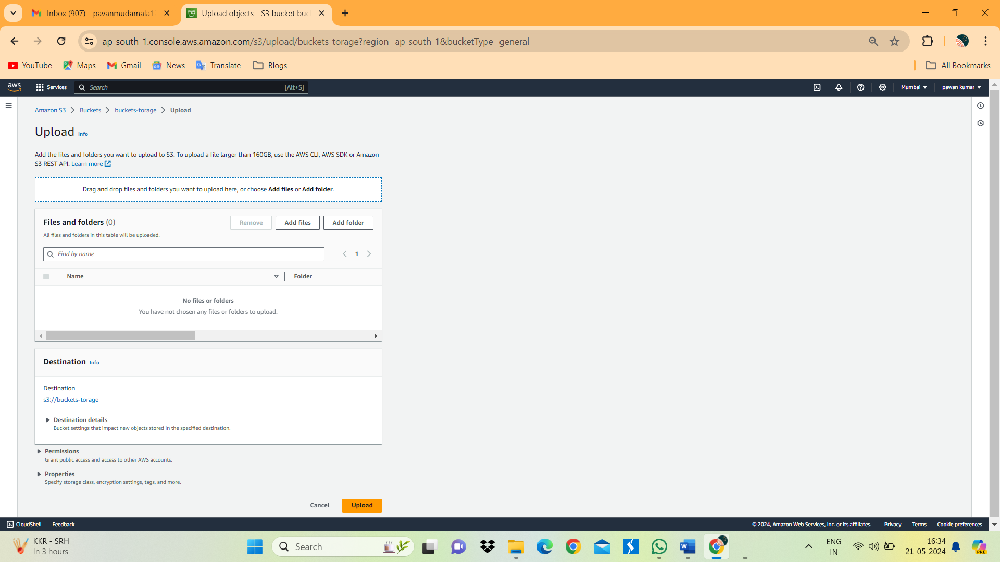 Inbox (907) - pavanmudamala1
Upload objects - S3 bucket buc
ap-south-1.console.aws.amazon.com/s3/upload/buckets-torage?region=ap-south-1&bucketType=general
YouTube
Maps
Gmail
News
Translate
Blogs
All Bookmarks
aws
Services
Search
[Alt+S]
Mumbai
pawan kumar
Amazon S3
Buckets
buckets-torage
Upload
Upload Info
Add the files and folders you want to upload to S3. To upload a file larger than 160GB, use the AWS CLI, AWS SDK or Amazon
S3 REST API. Learn more
Drag and drop files and folders you want to upload here, or choose Add files or Add folder.
Files and folders (0)
Remove
Add files
Add folder
All files and folders in this table will be uploaded.
Find by name
1
Name
Folder
No files or folders
You have not chosen any files or folders to upload.
Destination Info
Destination
s3://buckets-torage
Destination details
Bucket settings that impact new objects stored in the specified destination.
Permissions
Grant public access and access to other AWS accounts.
Properties
Specify storage class, encryption settings, tags, and more.
Cancel
Upload
CloudShell
Feedback
© 2024, Amazon Web Services, Inc. or its affiliates.
Privacy
Terms
Cookie preferences
KKR - SRH
In 3 hours
Search
ENG
IN
16:34
21-05-2024
PRE